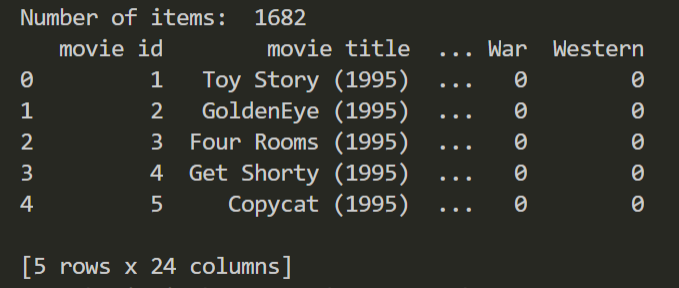 Number of items:  1682
   movie id        movie title  ... War  Western
0         1   Toy Story (1995)  ...   0        0
1         2   GoldenEye (1995)  ...   0        0
2         3  Four Rooms (1995)  ...   0        0
3         4  Get Shorty (1995)  ...   0        0
4         5     Copycat (1995)  ...   0        0
[5 rows x 24 columns]